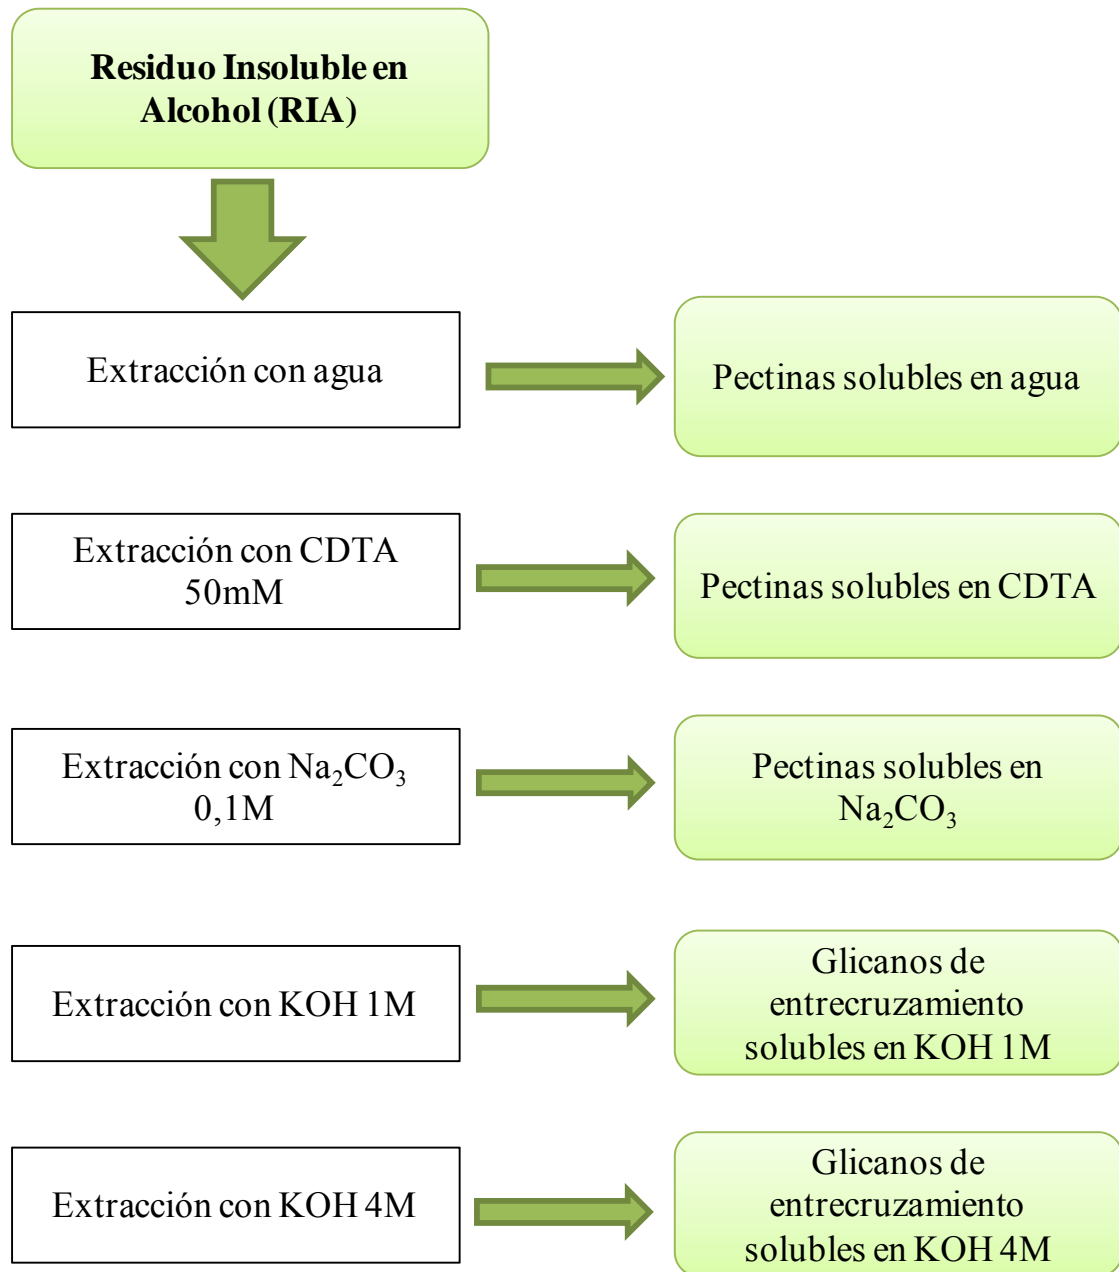 Residuo Insoluble en
Alcohol (RIA)
Extracción con agua
Pectinas solubles en agua
Extracción con CDTA
50mM
Pectinas solubles en CDTA
Extracción con Na₂CO₃
0,1M
Pectinas solubles en
Na₂CO₃
Extracción con KOH 1M
Glicanos de
entrecruzamiento
solubles en KOH 1M
Extracción con KOH 4M
Glicanos de
entrecruzamiento
solubles en KOH 4M